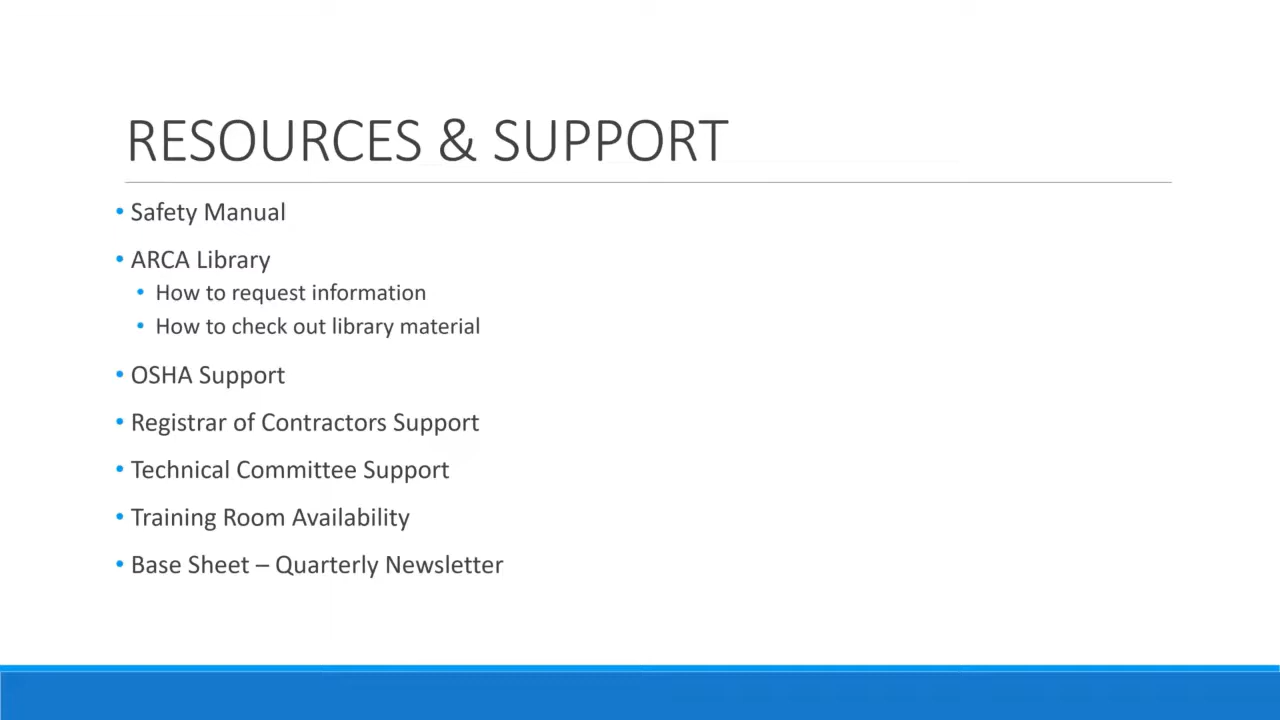 RESOURCES & SUPPORT
• Safety Manual
• ARCA Library
• How to request information
• How to check out library material
• OSHA Support
• Registrar of Contractors Support
• Technical Committee Support
• Training Room Availability
• Base Sheet – Quarterly Newsletter